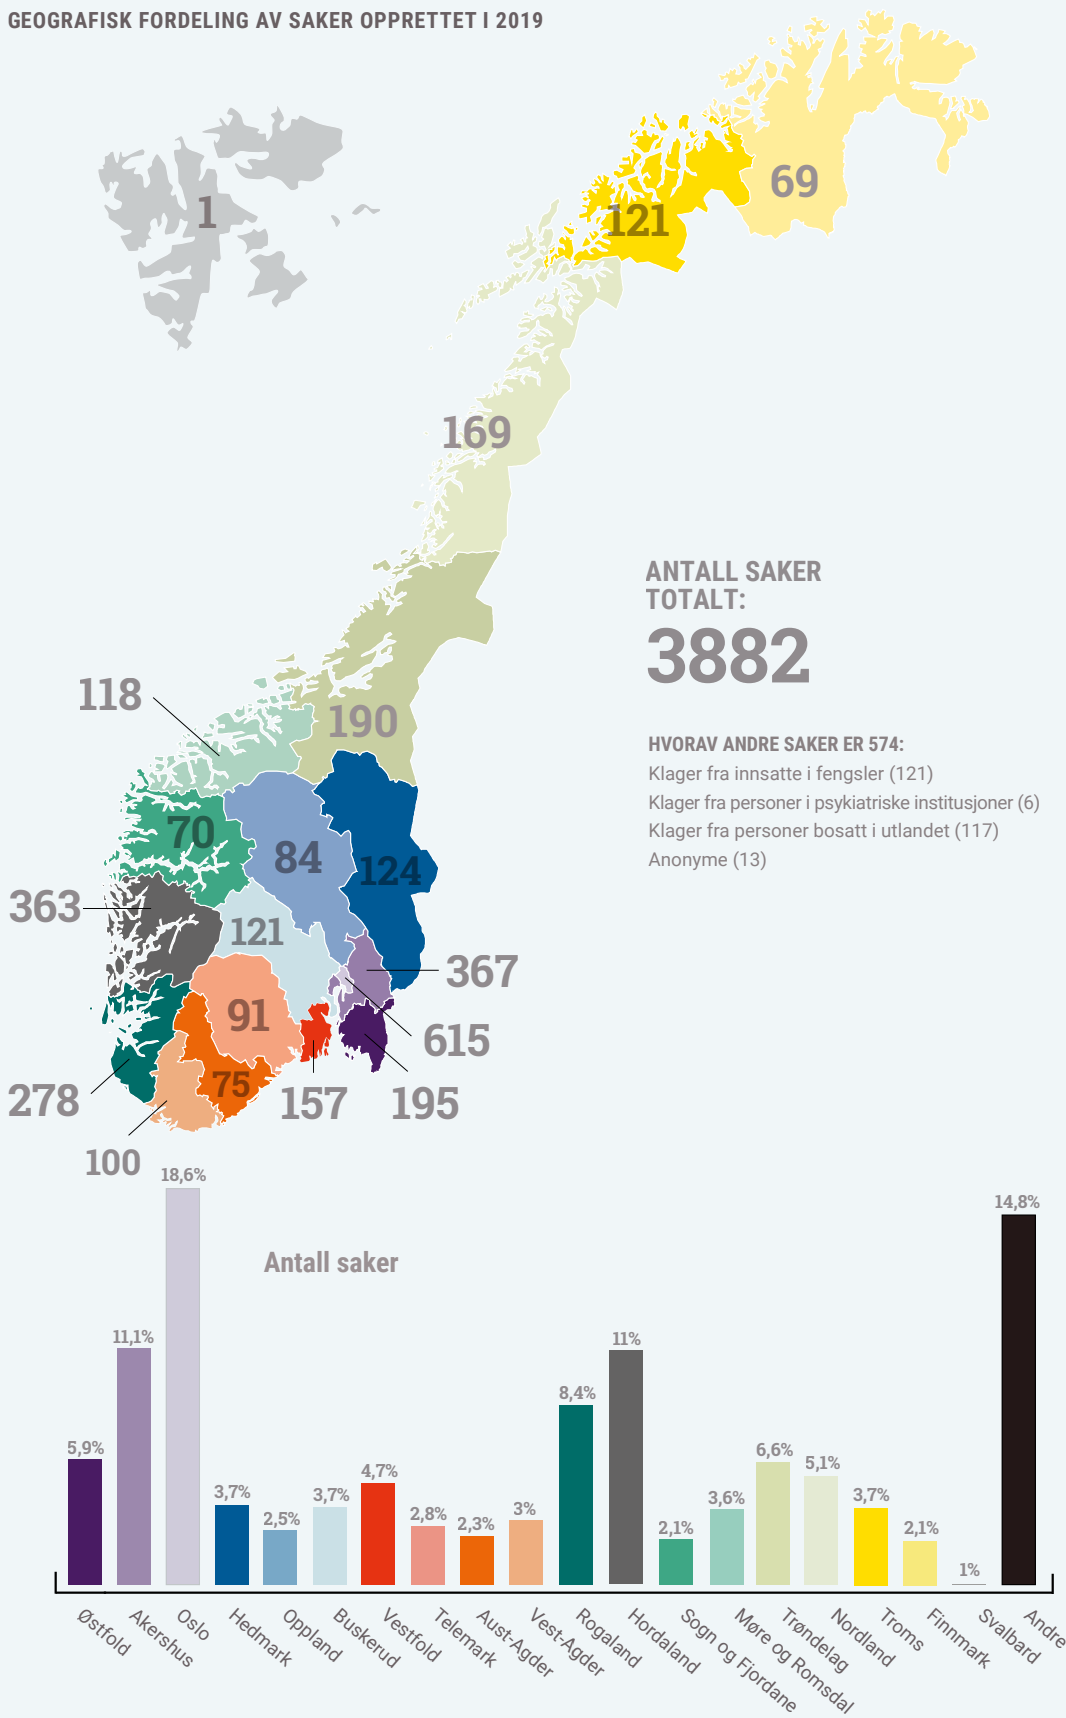 GEOGRAFISK FORDELING AV SAKER OPPRETTET I 2019
1
69
121
169
ANTALL SAKER
TOTALT:
3882
118
190
HVORAV ANDRE SAKER ER 574:
Klager fra innsatte i fengsler (121)
Klager fra personer i psykiatriske institusjoner (6)
Klager fra personer bosatt i utlandet (117)
Anonyme (13)
70
84
124
363
121
367
91
615
278
75
157
195
100
18,6%
14,8%
Antall saker
11,1%
11%
8,4%
5,9%
6,6%
5,1%
4,7%
3,7%
2,5%
3,7%
2,8%
2,3%
3%
2,1%
3,6%
3,7%
2,1%
1%
Østfold
Akershus
Oslo
Hedmark
Oppland
Buskerud
Vestfold
Telemark
Aust-Agder
Vest-Agder
Rogaland
Hordaland
Sogn og Fjordane
Møre og Romsdal
Trøndelag
Nordland
Troms
Finnmark
Svalbard
Andre